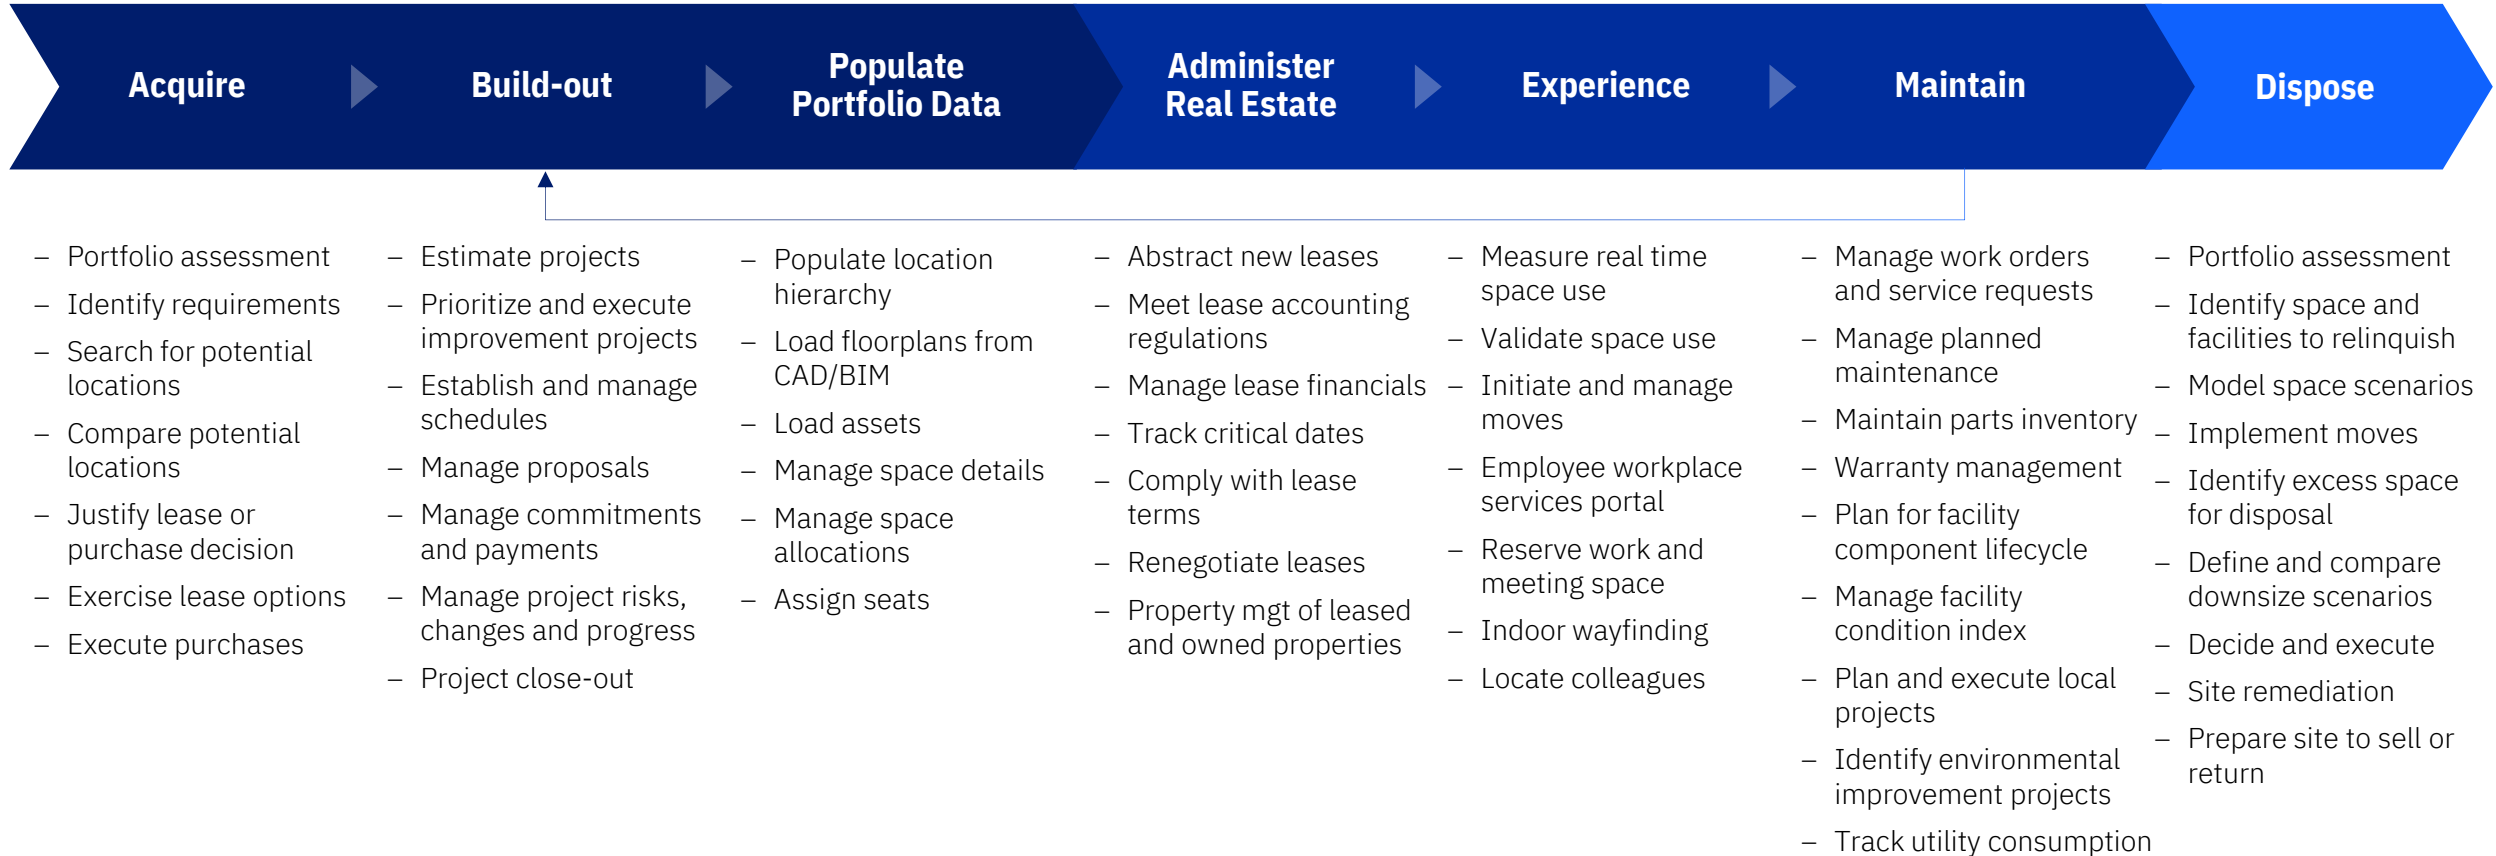 Acquire
Build-out
Populate
Portfolio Data
Administer
Real Estate
Experience
Maintain
Dispose
– Portfolio assessment
– Identify requirements
– Search for potential
locations
– Compare potential
locations
– Justify lease or
purchase decision
– Exercise lease options
– Execute purchases
– Estimate projects
– Prioritize and execute
improvement projects
– Establish and manage
schedules
– Manage proposals
– Manage commitments
and payments
– Manage project risks,
changes and progress
– Project close-out
– Populate location
hierarchy
– Load floorplans from
CAD/BIM
– Load assets
– Manage space details
– Manage space
allocations
– Assign seats
– Abstract new leases
– Meet lease accounting
regulations
– Manage lease financials
– Track critical dates
– Comply with lease
terms
– Renegotiate leases
– Property mgt of leased
and owned properties
– Measure real time
space use
– Validate space use
– Initiate and manage
moves
– Employee workplace
services portal
– Reserve work and
meeting space
– Indoor wayfinding
– Locate colleagues
– Manage work orders
and service requests
– Manage planned
maintenance
– Maintain parts inventory
– Warranty management
– Plan for facility
component lifecycle
– Manage facility
condition index
– Plan and execute local
projects
– Identify environmental
improvement projects
– Track utility consumption
– Portfolio assessment
– Identify space and
facilities to relinquish
– Model space scenarios
– Implement moves
– Identify excess space
for disposal
– Define and compare
downsize scenarios
– Decide and execute
– Site remediation
– Prepare site to sell or
return